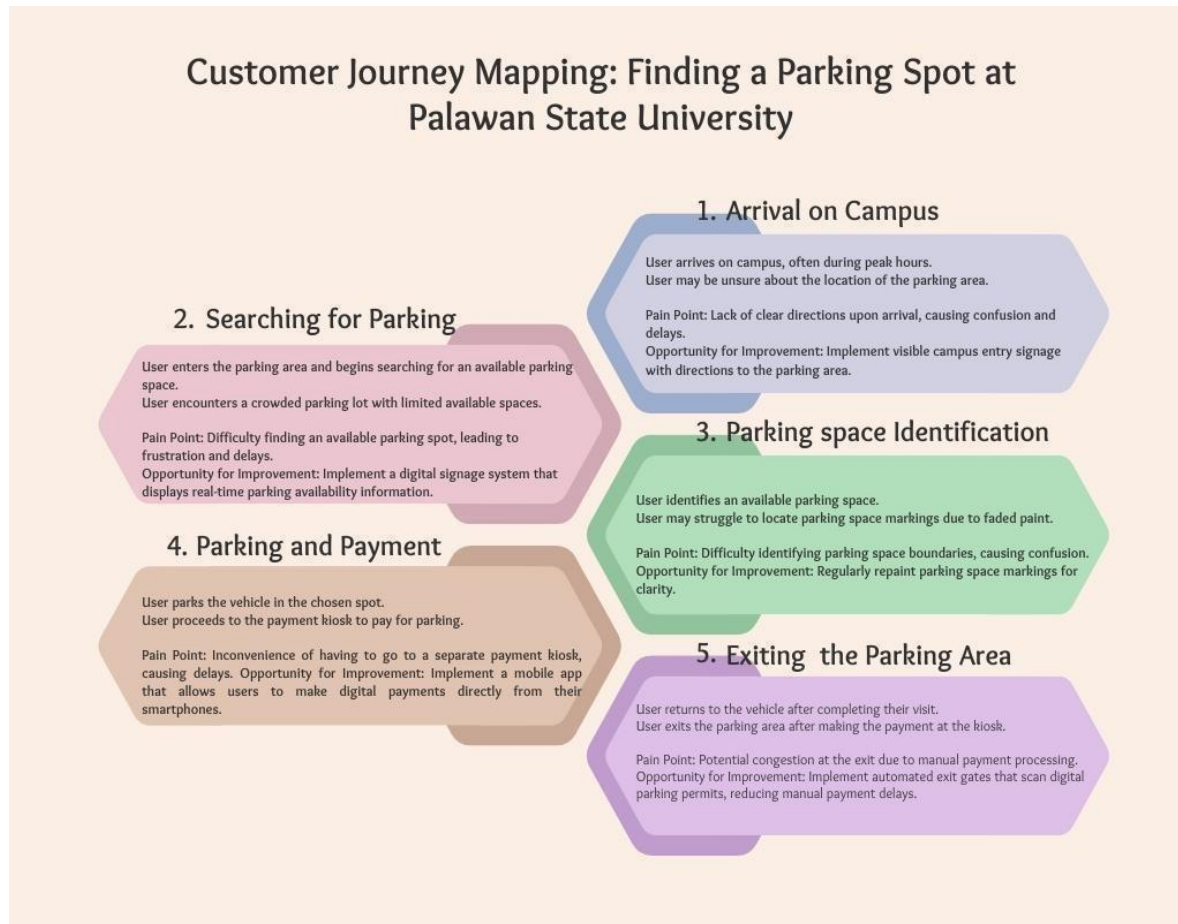 Customer Journey Mapping: Finding a Parking Spot at
Palawan State University
1. Arrival on Campus
User arrives on campus, often during peak hours.
User may be unsure about the location of the parking area.
Pain Point: Lack of clear directions upon arrival, causing confusion and
delays.
Opportunity for Improvement: Implement visible campus entry signage
with directions to the parking area.
2. Searching for Parking
User enters the parking area and begins searching for an available parking
space.
User encounters a crowded parking lot with limited available spaces.
Pain Point: Difficulty finding an available parking spot, leading to
frustration and delays.
Opportunity for Improvement: Implement a digital signage system that
displays real-time parking availability information.
3. Parking space Identification
User identifies an available parking space.
User may struggle to locate parking space markings due to faded paint.
Pain Point: Difficulty identifying parking space boundaries, causing confusion.
Opportunity for Improvement: Regularly repaint parking space markings for
clarity.
4. Parking and Payment
User parks the vehicle in the chosen spot.
User proceeds to the payment kiosk to pay for parking.
Pain Point: Inconvenience of having to go to a separate payment kiosk,
causing delays. Opportunity for Improvement: Implement a mobile app
that allows users to make digital payments directly from their
smartphones.
5. Exiting the Parking Area
User returns to the vehicle after completing their visit.
User exits the parking area after making the payment at the kiosk.
Pain Point: Potential congestion at the exit due to manual payment processing.
Opportunity for Improvement: Implement automated exit gates that scan digital
parking permits, reducing manual payment delays.